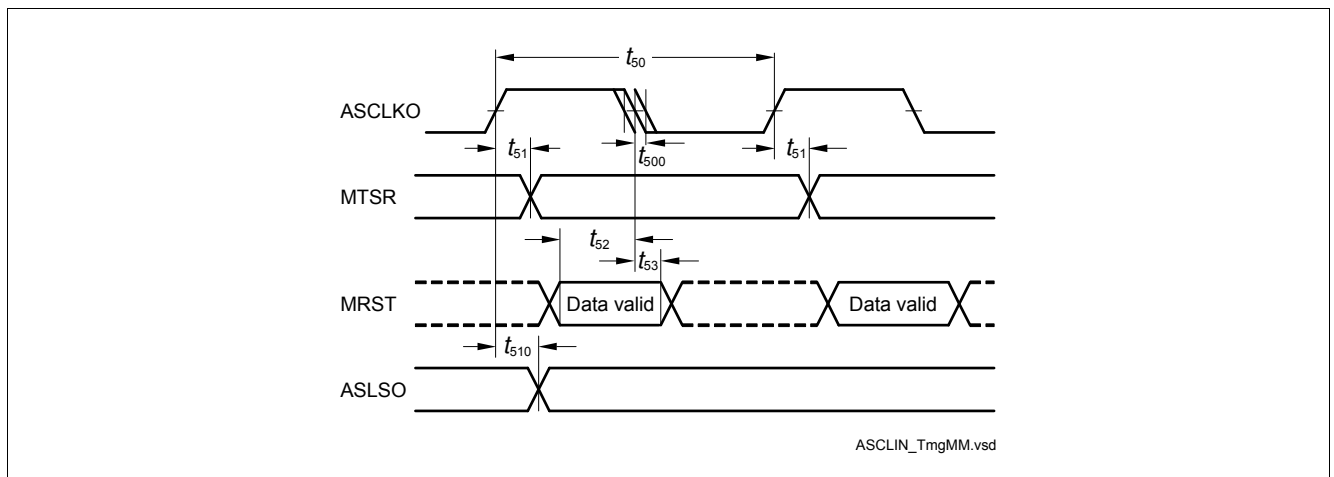 t50
ASCLKO
t51
t500
t51
MTSR
t52
t53
MRST
Data valid
Data valid
t510
ASLSO
ASCLIN_TmgMM.vsd